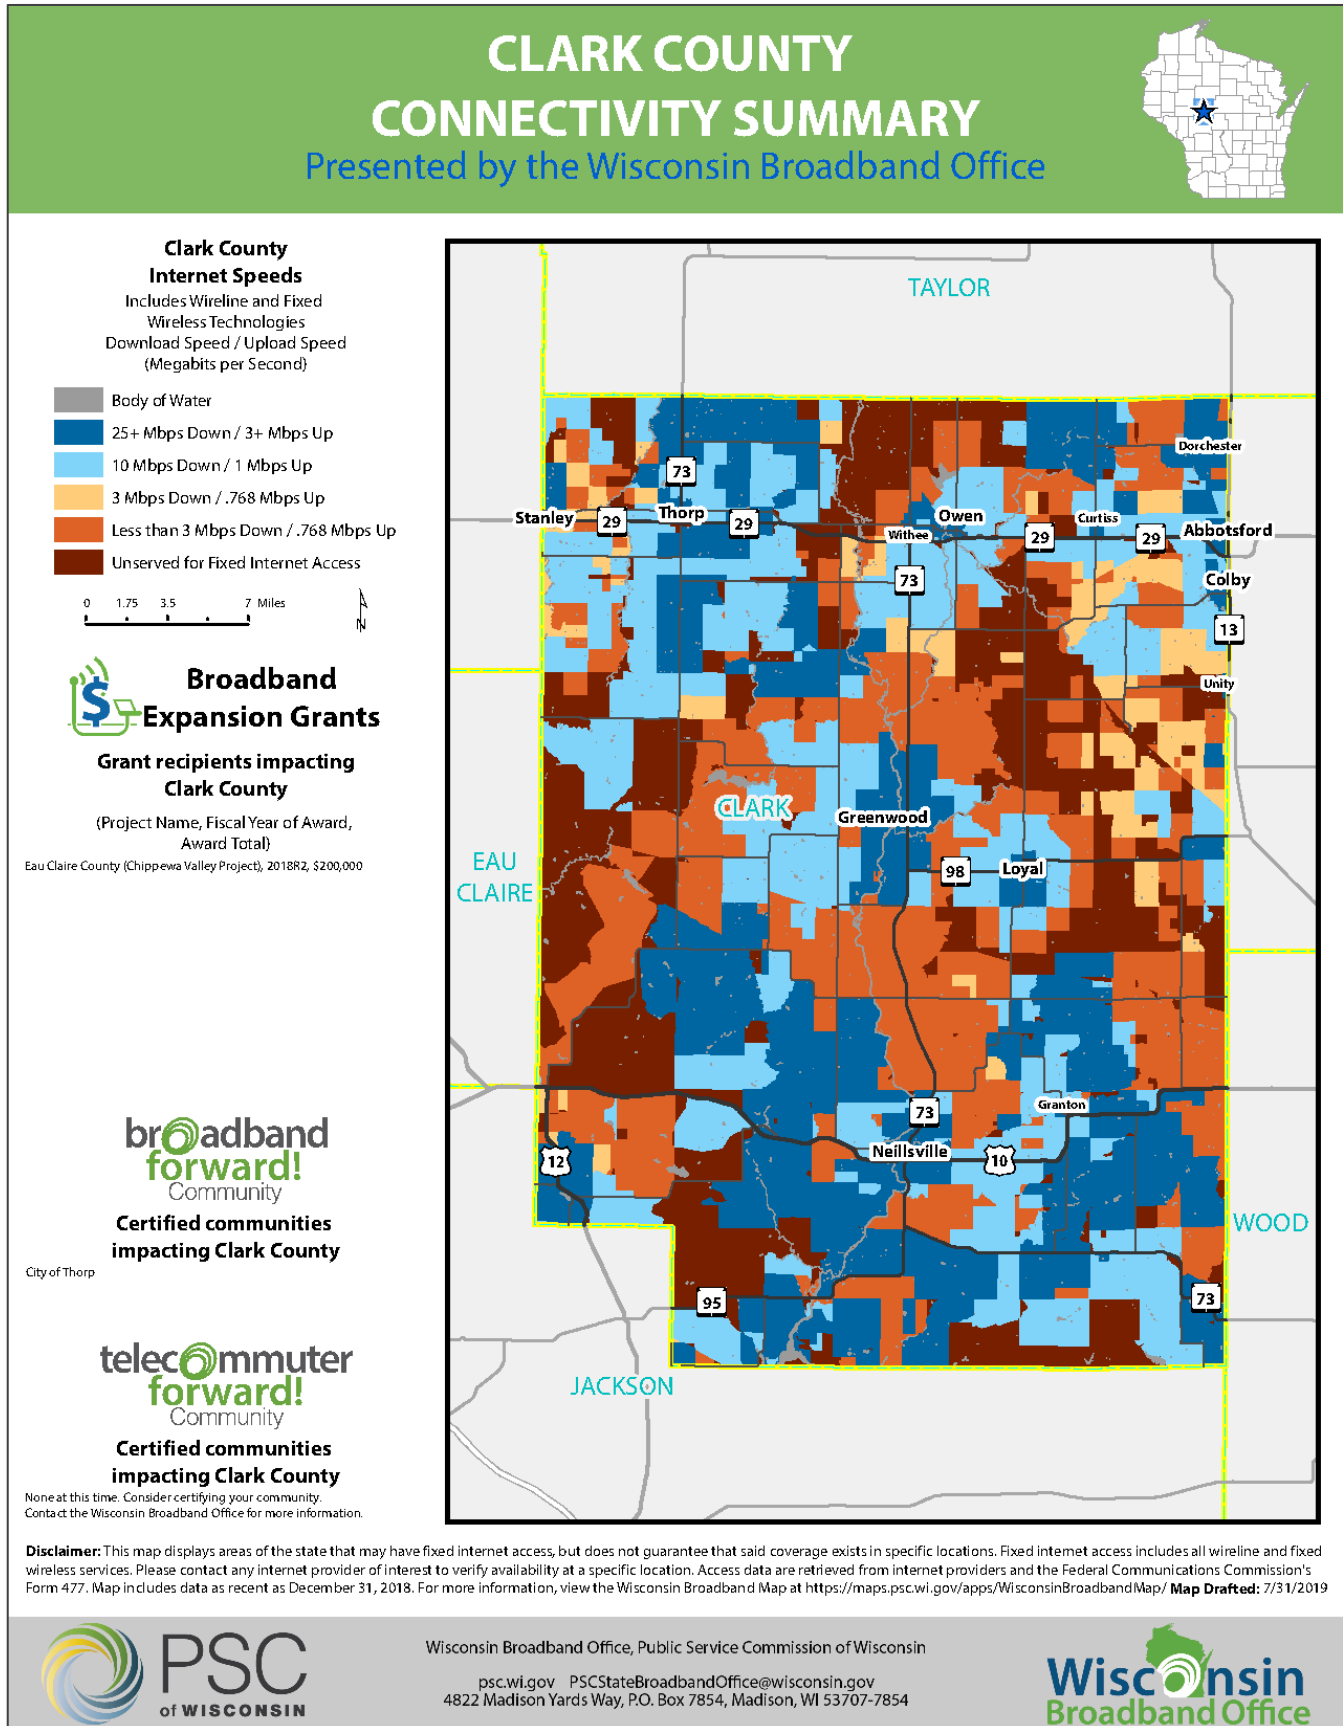 CLARK COUNTY
CONNECTIVITY SUMMARY
Presented by the Wisconsin Broadband Office
Clark County
Internet Speeds
Includes Wireline and Fixed
Wireless Technologies
Download Speed / Upload Speed
(Megabits per Second)
Body of Water
25+ Mbps Down / 3+ Mbps Up
10 Mbps Down / 1 Mbps Up
3 Mbps Down / .768 Mbps Up
Less than 3 Mbps Down / .768 Mbps Up
Unserved for Fixed Internet Access
0 1.75 3.5 7 Miles
N
$
Broadband
Expansion Grants
Grant recipients impacting
Clark County
(Project Name, Fiscal Year of Award,
Award Total)
Eau Claire County (Chippewa Valley Project), 2018R2, $200,000
broadband
forward!
Community
Certified communities
impacting Clark County
City of Thorp
telecommuter
forward!
Community
Certified communities
impacting Clark County
None at this time. Consider certifying your community.
Contact the Wisconsin Broadband Office for more information.
TAYLOR
Dorchester
73
Stanley
29
Thorp
29
Withee
Owen
29
Curtiss
29
Abbotsford
73
Colby
13
Unity
CLARK
Greenwood
EAU
CLAIRE
98
Loyal
73
Granton
12
Neillsville
10
WOOD
95
73
JACKSON
Disclaimer: This map displays areas of the state that may have fixed internet access, but does not guarantee that said coverage exists in specific locations. Fixed internet access includes all wireline and fixed
wireless services. Please contact any internet provider of interest to verify availability at a specific location. Access data are retrieved from internet providers and the Federal Communications Commission's
Form 477. Map includes data as recent as December 31, 2018. For more information, view the Wisconsin Broadband Map at https://maps.psc.wi.gov/apps/WisconsinBroadbandMap/ Map Drafted: 7/31/2019
PSC
of WISCONSIN
Wisconsin Broadband Office, Public Service Commission of Wisconsin
psc.wi.gov PSCStateBroadbandOffice@wisconsin.gov
4822 Madison Yards Way, P.O. Box 7854, Madison, WI 53707-7854
Wisconsin
Broadband Office